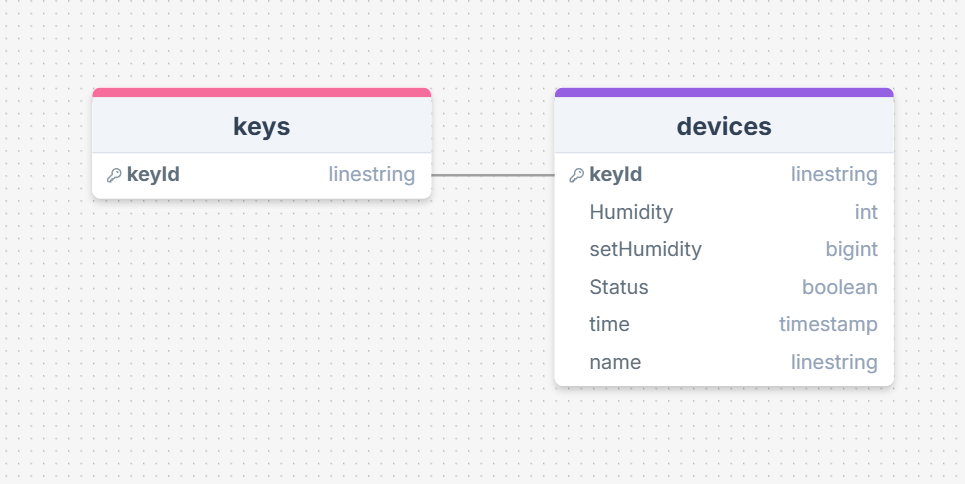 keys
keyId linestring
devices
keyId linestring
Humidity int
setHumidity bigint
Status boolean
time timestamp
name linestring